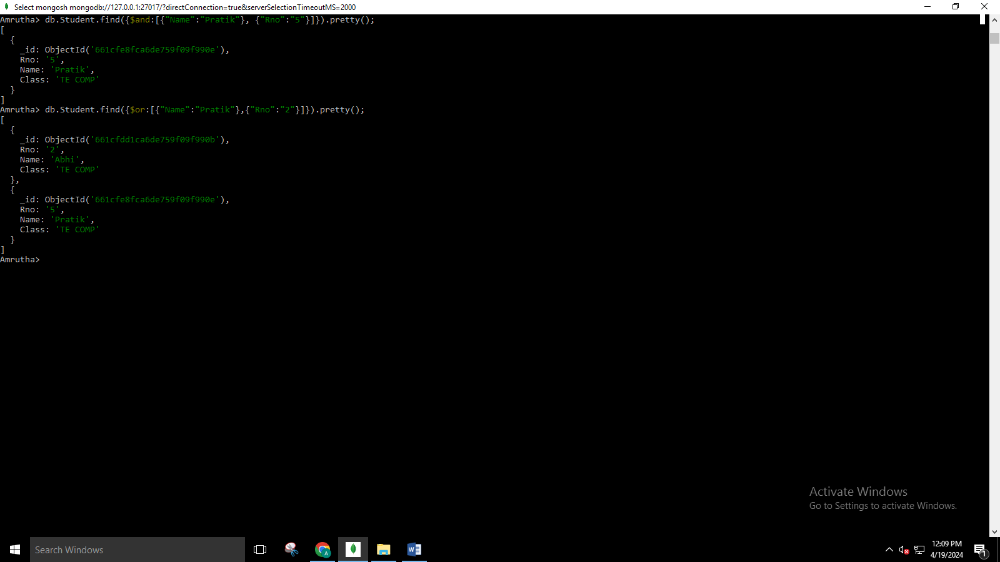 Select mongosh mongodb://127.0.0.1:27017/?directConnection=true&serverSelectionTimeoutMS=2000
Amrutha> db.Student.find({$and:[{"Name":"Pratik"}, {"Rno":"5"}]}).pretty();
[
  {
    _id: ObjectId('661cfe8fca6de759f09f990e'),
    Rno: '5',
    Name: 'Pratik',
    Class: 'TE COMP'
  }
]
Amrutha> db.Student.find({$or:[{"Name":"Pratik"},{"Rno":"2"}]}).pretty();
[
  {
    _id: ObjectId('661cfdd1ca6de759f09f990b'),
    Rno: '2',
    Name: 'Abhi',
    Class: 'TE COMP'
  },
  {
    _id: ObjectId('661cfe8fca6de759f09f990e'),
    Rno: '5',
    Name: 'Pratik',
    Class: 'TE COMP'
  }
]
Amrutha>
Activate Windows
Go to Settings to activate Windows.
Search Windows
A
W
12:09 PM
4/19/2024
1